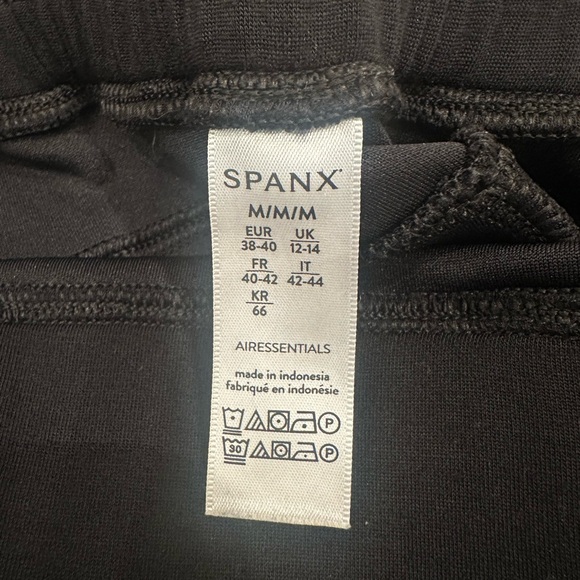 SPANX
M/M/M
EUR UK
38-40 12-14
FR IT
40-42 42-44
KR
66
AIRESSENTIALS
made in indonesia
fabriqué en indonésie
P
30 P